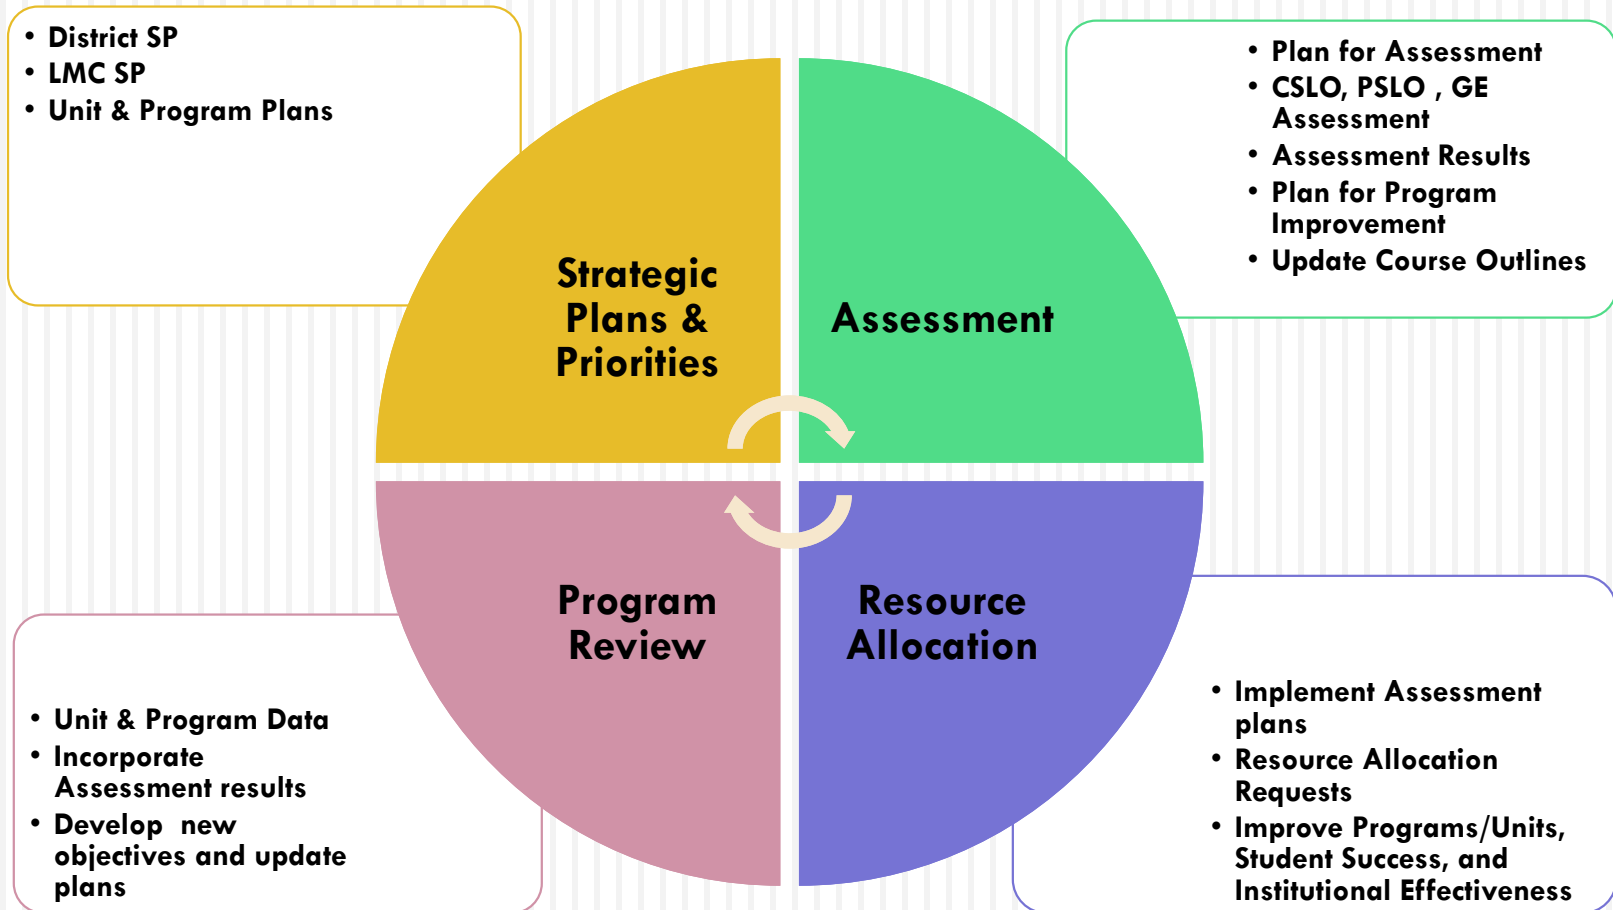 • District SP
• LMC SP
• Unit & Program Plans
• Plan for Assessment
• CSLO, PSLO , GE
Assessment
• Assessment Results
• Plan for Program
Improvement
• Update Course Outlines
Strategic
Plans &
Priorities
Assessment
Program
Review
Resource
Allocation
• Unit & Program Data
• Incorporate
Assessment results
• Develop  new
objectives and update
plans
• Implement Assessment
plans
• Resource Allocation
Requests
• Improve Programs/Units,
Student Success, and
Institutional Effectiveness